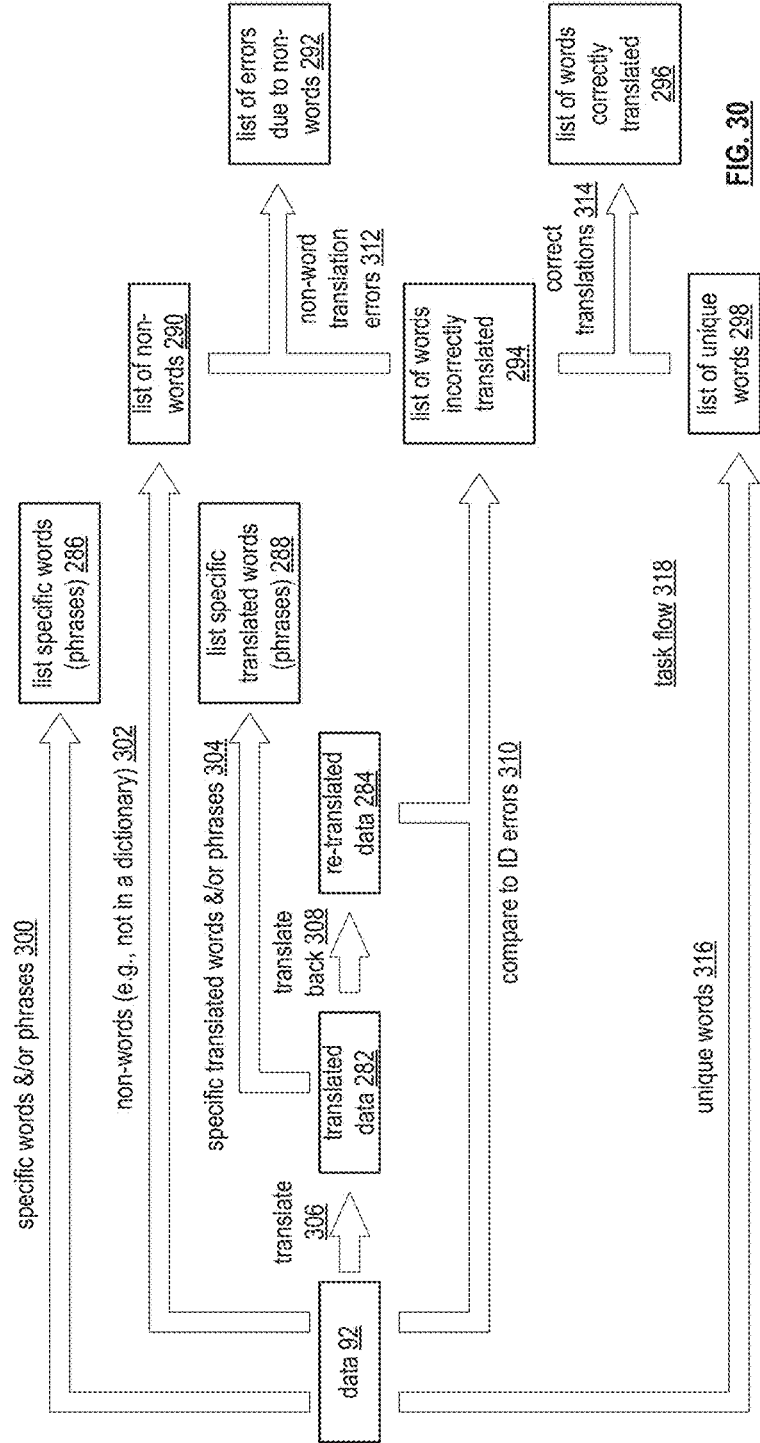 specific words &/or phrases 300
list specific words
(phrases) 286
non-words (e.g., not in a dictionary) 302
list of non-
words 290
list of errors
due to non-
words 292
specific translated words &/or phrases 304
list specific
translated words
(phrases) 288
non-word
translation
errors 312
data 92
translate
306
translated
data 282
translate
back 308
re-translated
data 284
list of words
incorrectly
translated
294
compare to ID errors 310
correct
translations 314
list of words
correctly
translated
296
unique words 316
task flow 318
list of unique
words 298
FIG. 30